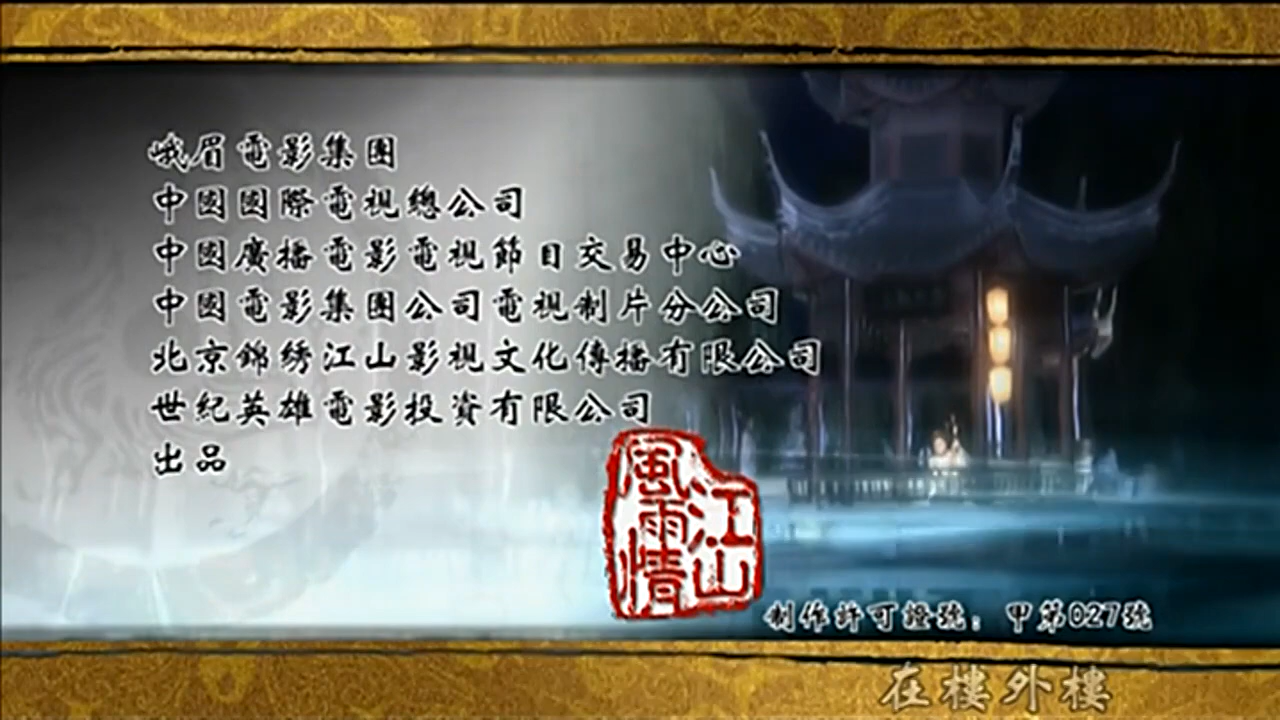 峨眉電影集團
中國國際電視總公司
中國廣播電影電視節目交易中心
中國電影集團公司電視制片分公司
北京錦綉江山影視文化傳播有限公司
世紀英雄電影投資有限公司
出品
江山
風雨情
制作許可證號：甲第027號
在樓外樓